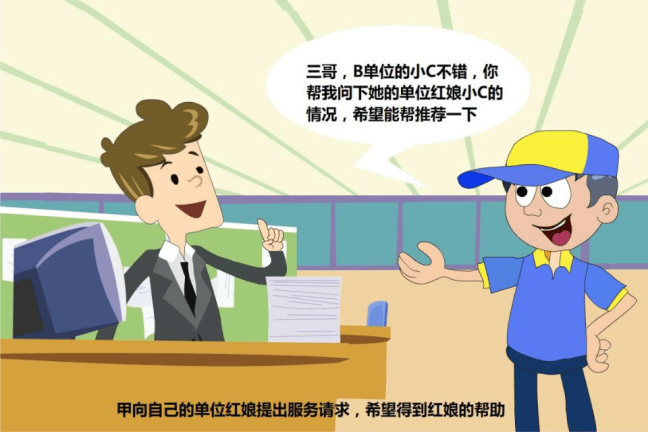 三哥，B单位的小C不错，你
帮我问下她的单位红娘小C的
情况，希望能帮推荐一下
甲向自己的单位红娘提出服务请求，希望得到红娘的帮助